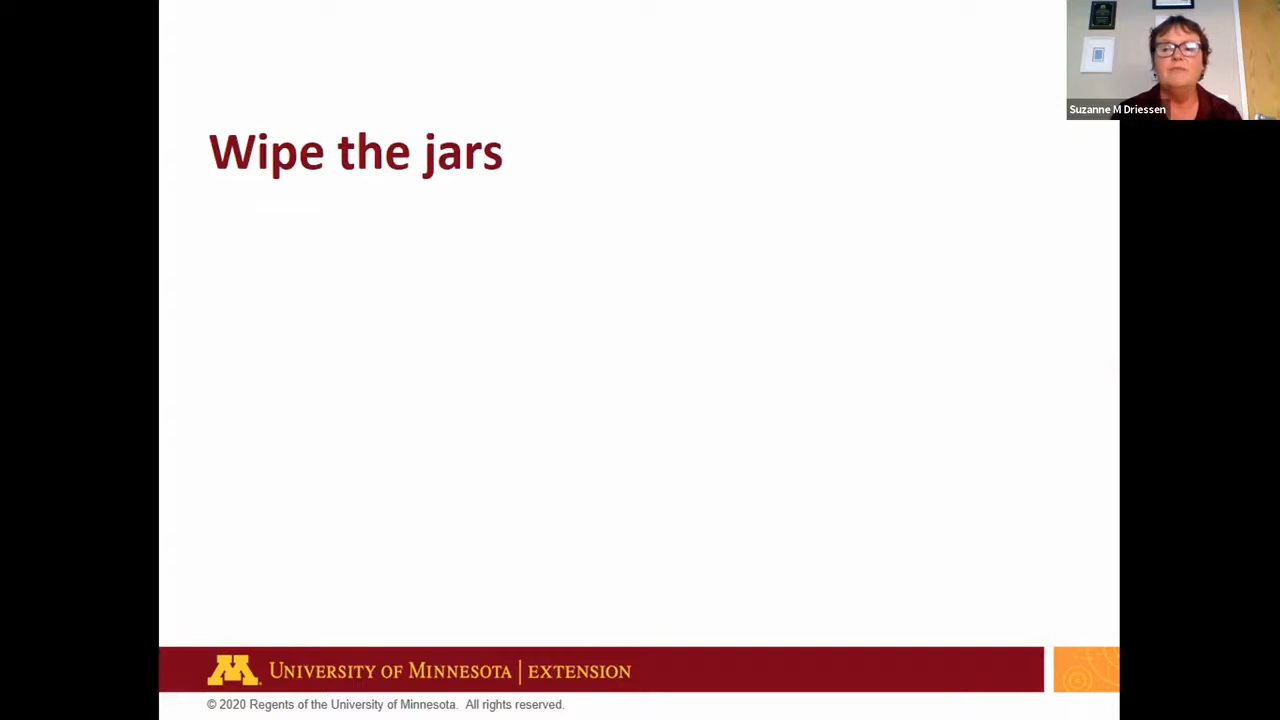 Suzanne M Driessen
Wipe the jars
M
UNIVERSITY OF MINNESOTA | EXTENSION
© 2020 Regents of the University of Minnesota. All rights reserved.